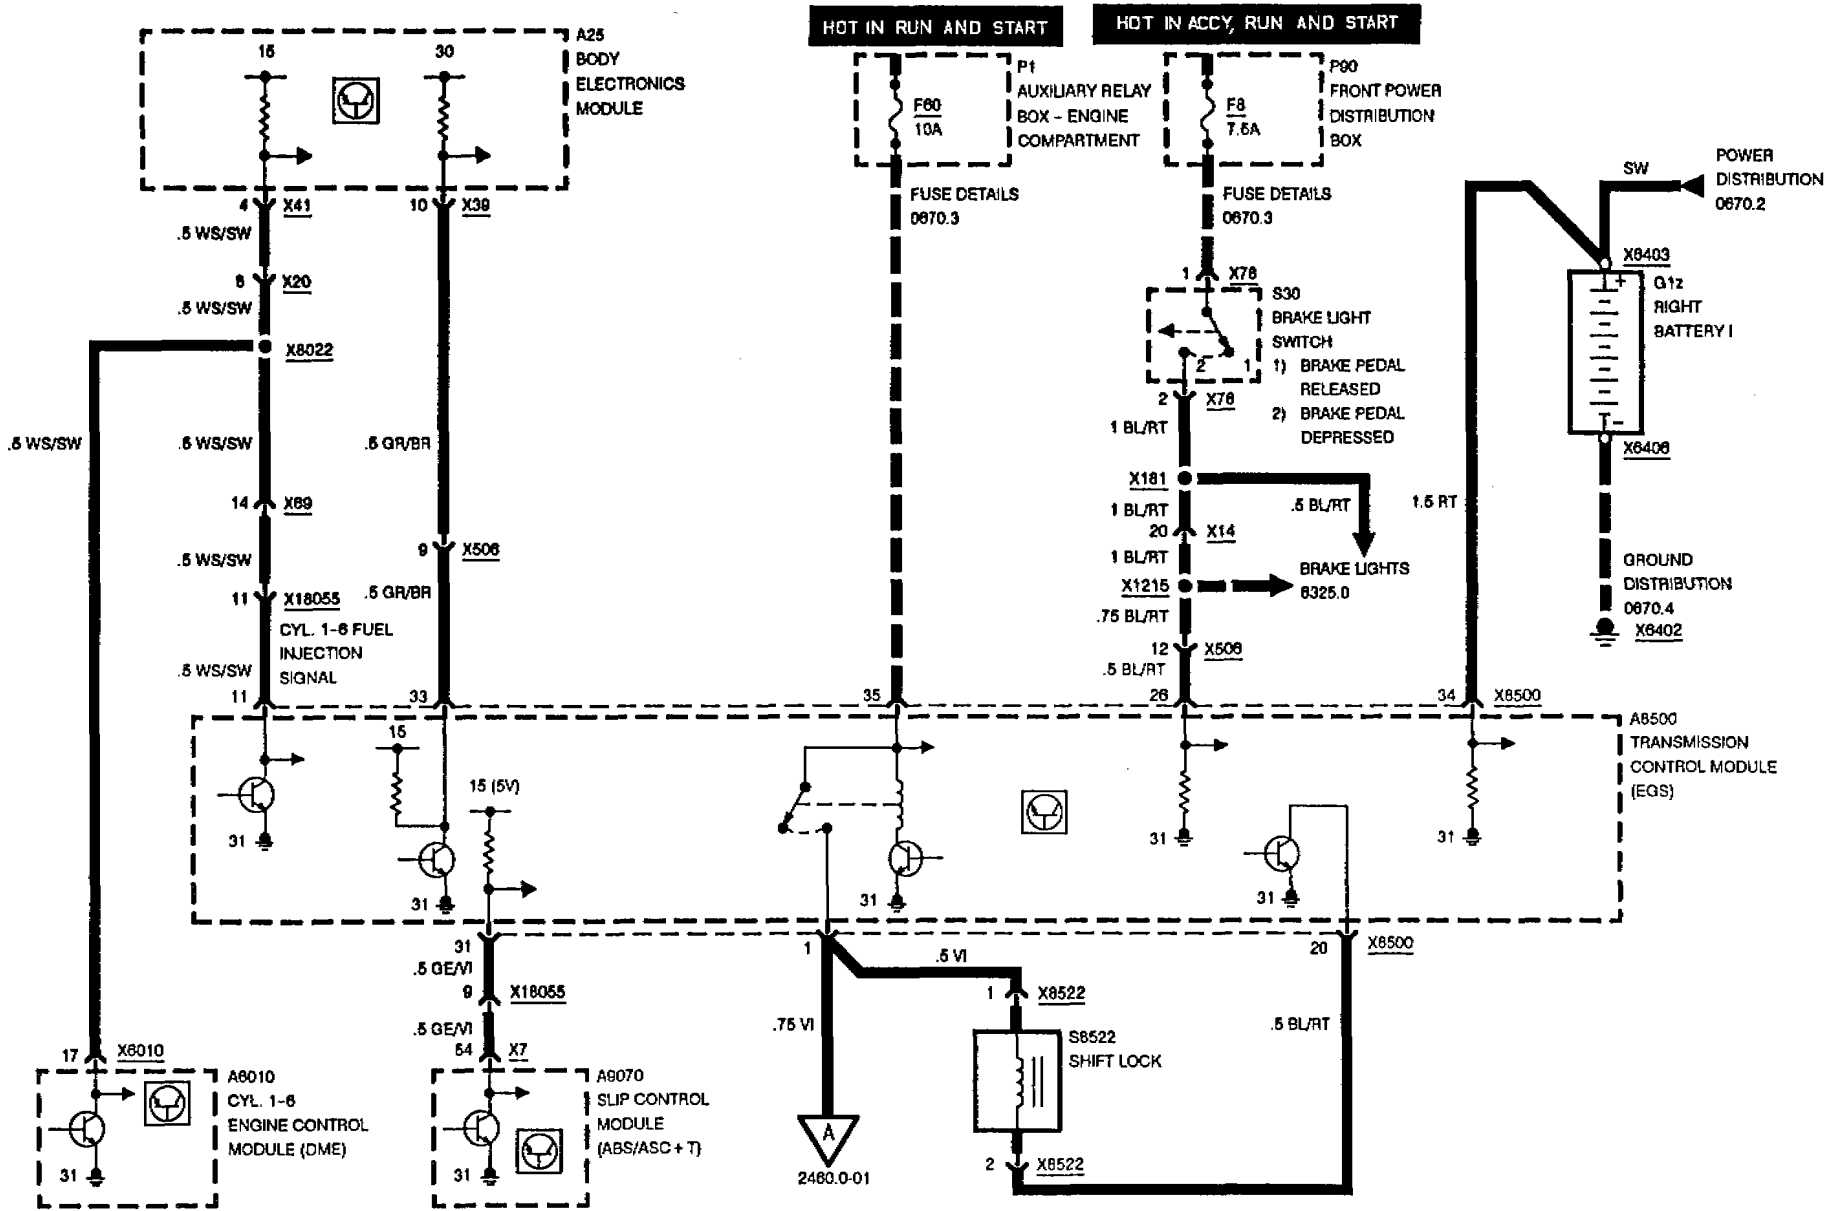 HOT IN RUN AND START
HOT IN ACCY, RUN AND START
15
30
A25
BODY
ELECTRONICS
MODULE
F60
10A
P1
AUXILIARY RELAY
BOX - ENGINE
COMPARTMENT
F8
7.5A
P90
FRONT POWER
DISTRIBUTION
BOX
FUSE DETAILS
0670.3
FUSE DETAILS
0670.3
SW
POWER
DISTRIBUTION
0670.2
4 X41
10 X39
.5 WS/SW
6 X20
.5 WS/SW
X8022
1 X76
S30
BRAKE LIGHT
SWITCH
1) BRAKE PEDAL
RELEASED
2) BRAKE PEDAL
DEPRESSED
2 1
2 X76
X6403
+
G1z
RIGHT
BATTERY I
-
X6406
.5 WS/SW
.5 WS/SW
.5 GR/BR
1 BL/RT
X181
.5 BL/RT
1.5 RT
14 X69
1 BL/RT
20 X14
.5 WS/SW
9 X506
1 BL/RT
BRAKE LIGHTS
6325.0
X1215
GROUND
DISTRIBUTION
0670.4
X6402
11 X18055
.5 GR/BR
.75 BL/RT
CYL. 1-6 FUEL
INJECTION
SIGNAL
12 X506
.5 WS/SW
.5 BL/RT
11
33
35
26
34 X8500
A8500
TRANSMISSION
CONTROL MODULE
(EGS)
15
15 (5V)
31
31
31
31
31
31
31
1
20 X8500
.5 GE/VI
9 X18055
.5 GE/VI
54 X7
.5 VI
1 X8522
.75 VI
.5 BL/RT
S8522
SHIFT LOCK
2 X8522
17 X6010
A6010
CYL. 1-6
ENGINE CONTROL
MODULE (DME)
31
A9070
SLIP CONTROL
MODULE
(ABS/ASC + T)
31
A
2460.0-01